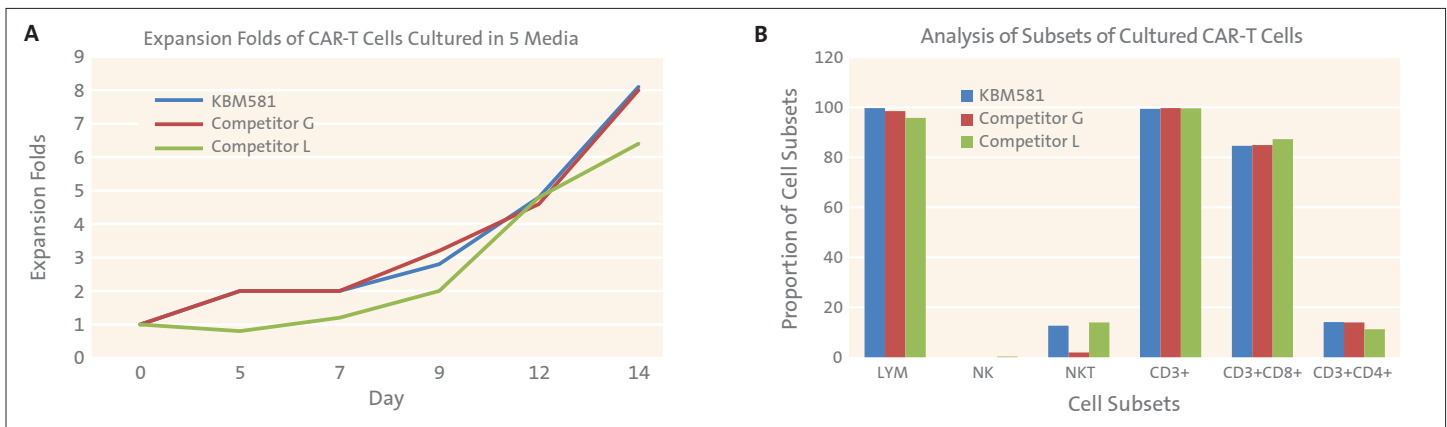 A
Expansion Folds of CAR-T Cells Cultured in 5 Media
9
8
7
6
5
4
3
2
1
0
Expansion Folds
KBM581
Competitor G
Competitor L
0 5 7 9 12 14
Day
B
Analysis of Subsets of Cultured CAR-T Cells
120
100
80
60
40
20
0
Proportion of Cell Subsets
KBM581
Competitor G
Competitor L
LYM NK NKT CD3+ CD3+CD8+ CD3+CD4+
Cell Subsets